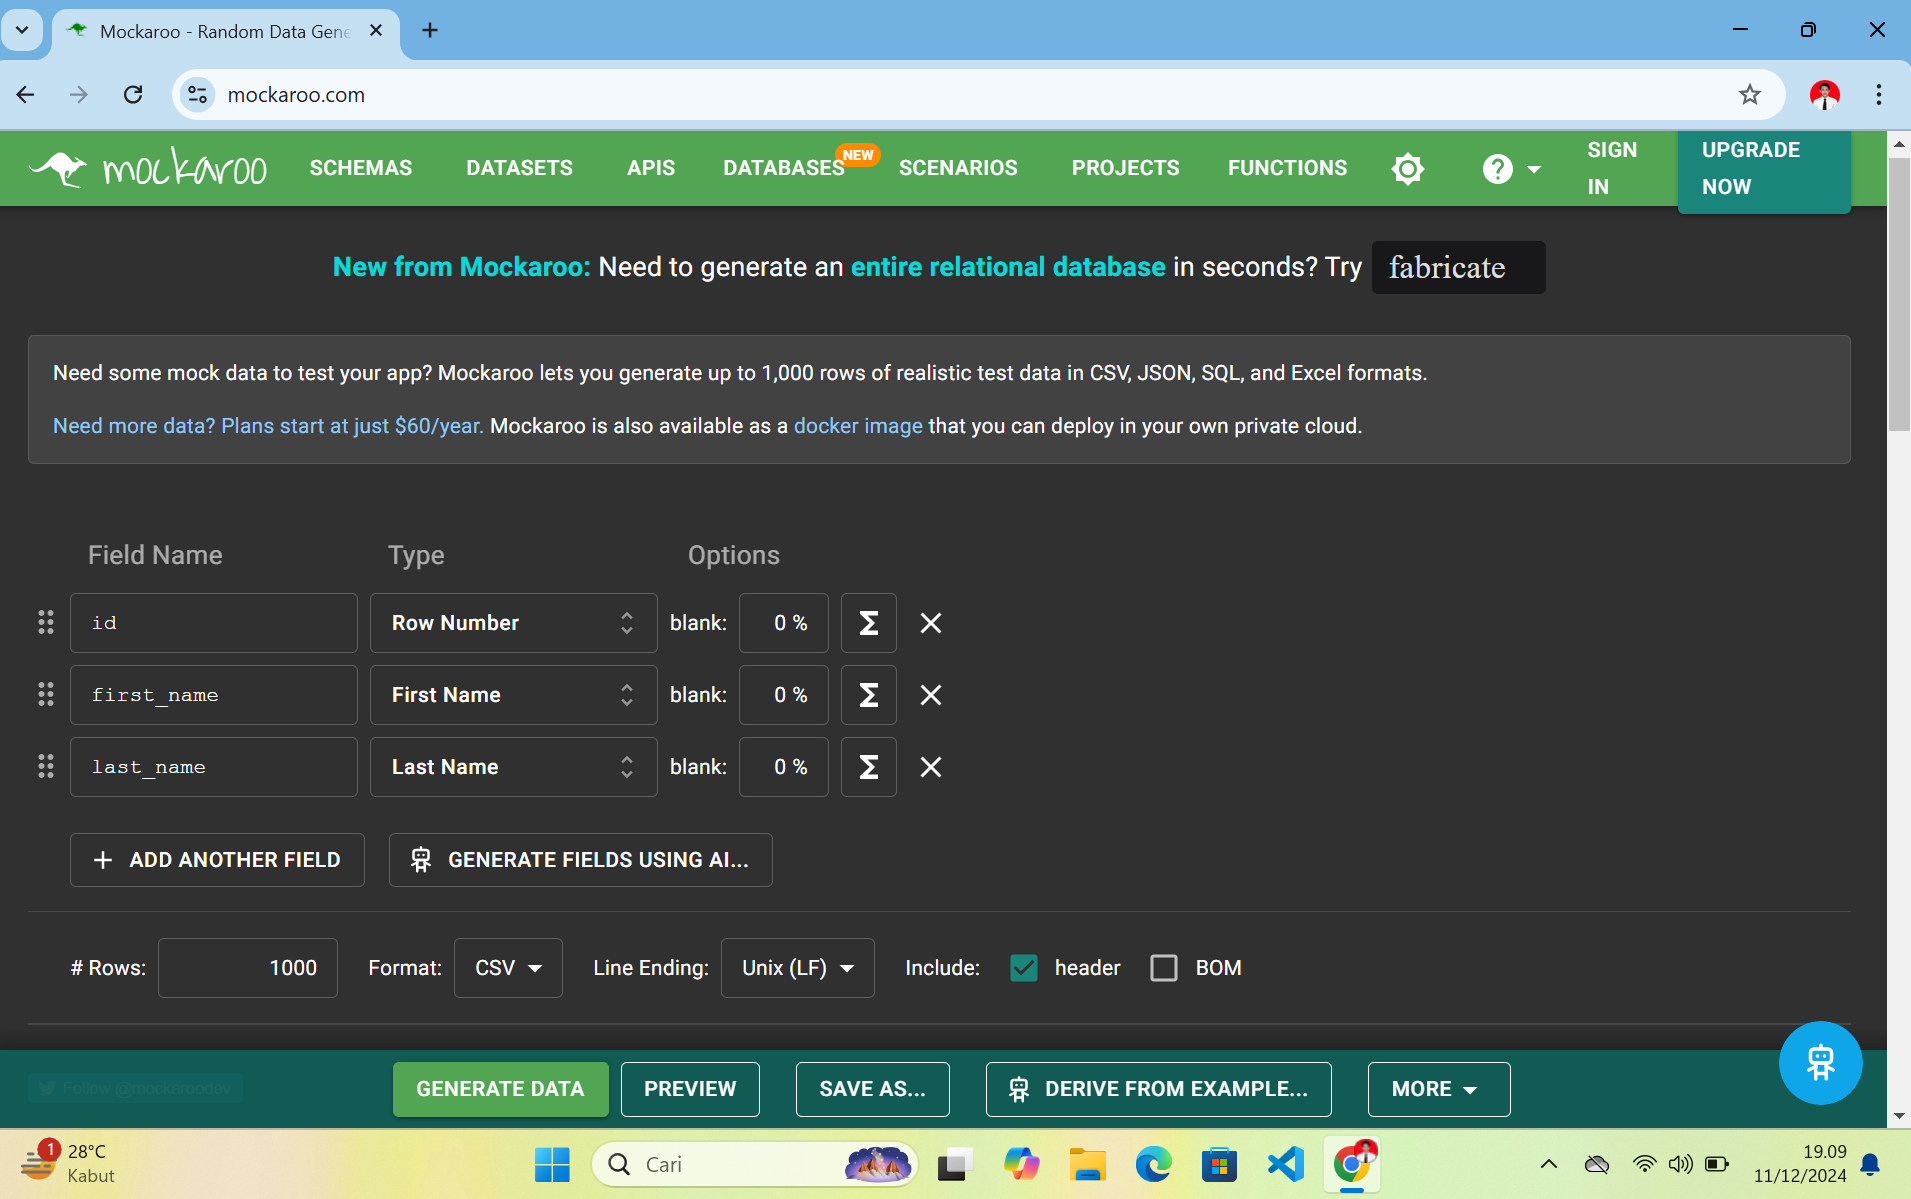 Mockaroo - Random Data Gene
mockaroo.com
mockaroo
SCHEMAS
DATASETS
APIS
DATABASES
NEW
SCENARIOS
PROJECTS
FUNCTIONS
?
SIGN
IN
UPGRADE
NOW
New from Mockaroo: Need to generate an entire relational database in seconds? Try fabricate
Need some mock data to test your app? Mockaroo lets you generate up to 1,000 rows of realistic test data in CSV, JSON, SQL, and Excel formats.
Need more data? Plans start at just $60/year. Mockaroo is also available as a docker image that you can deploy in your own private cloud.
Field Name Type Options
id Row Number blank: 0 % Σ
first_name First Name blank: 0 % Σ
last_name Last Name blank: 0 % Σ
+ ADD ANOTHER FIELD
GENERATE FIELDS USING AI...
# Rows: 1000 Format: CSV Line Ending: Unix (LF) Include: header BOM
Follow @mockaroodev
GENERATE DATA
PREVIEW
SAVE AS...
DERIVE FROM EXAMPLE...
MORE
1
28°C
Kabut
Cari
19.09
11/12/2024